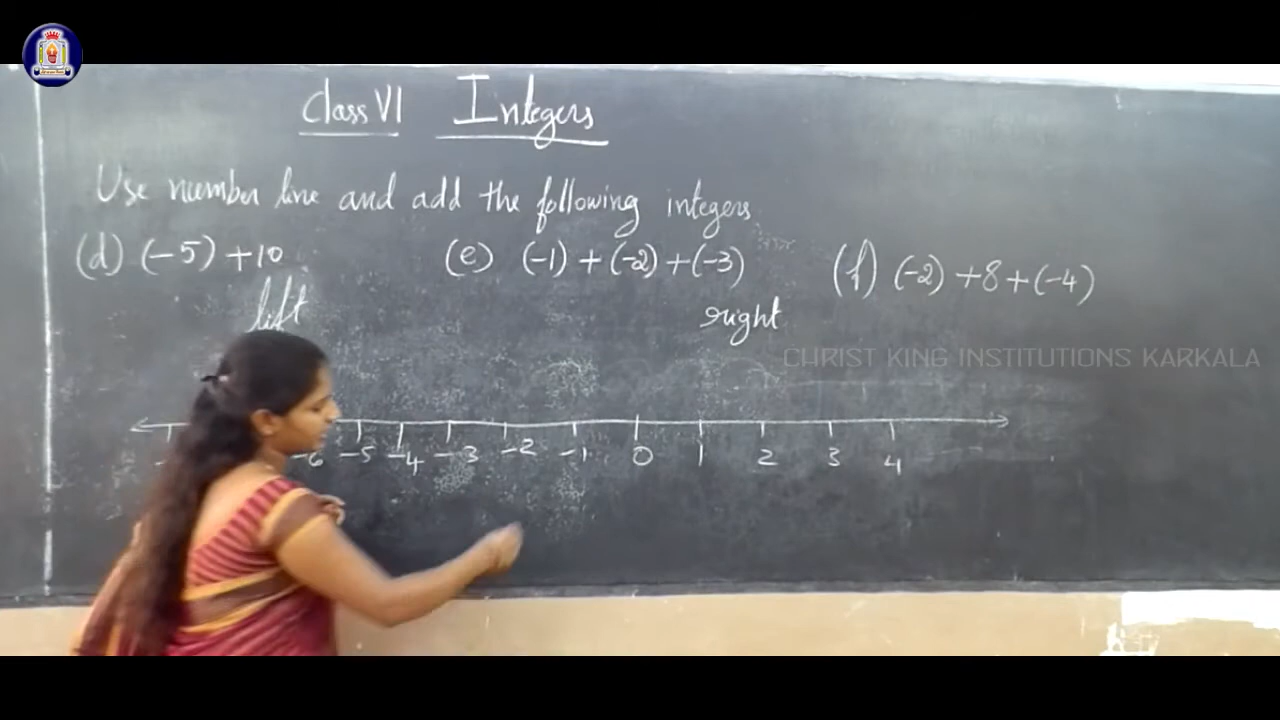 Class VI Integers
Use number line and add the following integers
(d) (-5) +10 (e) (-1) + (-2) + (-3) (f) (-2) +8+(-4)
left right
CHRIST KING INSTITUTIONS KARKALA
-6 -5 -4 -3 -2 -1 0 1 2 3 4